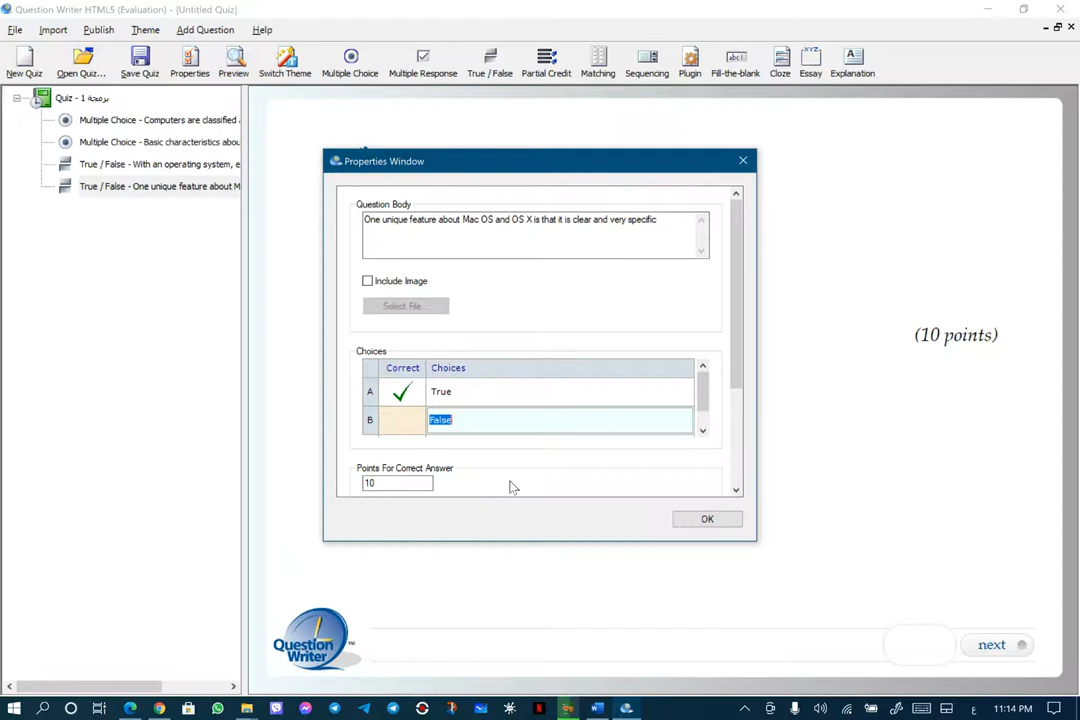 Question Writer HTML5 (Evaluation) - [Untitled Quiz]
File Import Publish Theme Add Question Help
New Quiz Open Quiz... Save Quiz Properties Preview Switch Theme Multiple Choice Multiple Response True / False Partial Credit Matching Sequencing Plugin Fill-the-blank Cloze Essay Explanation
abc
XYZ
A
Quiz - 1 برمجة
Multiple Choice - Computers are classified
Multiple Choice - Basic characteristics abou
True / False - With an operating system, e
True / False - One unique feature about M
Properties Window
Question Body
One unique feature about Mac OS and OS X is that it is clear and very specific
Include Image
Select File...
Choices
Correct Choices
A True
B False
Points For Correct Answer
10
OK
(10 points)
Question Writer™
next
W
N
ع 11:14 PM